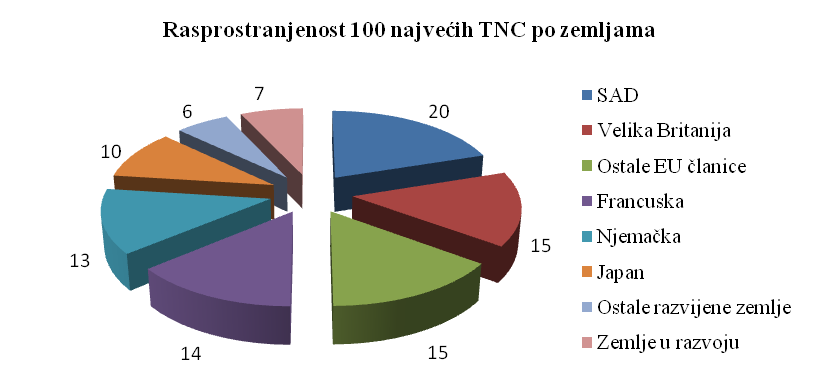 Rasprostranjenost 100 najvećih TNC po zemljama
7
20
6
10
13
15
14
15
SAD
Velika Britanija
Ostale EU članice
Francuska
Njemačka
Japan
Ostale razvijene zemlje
Zemlje u razvoju